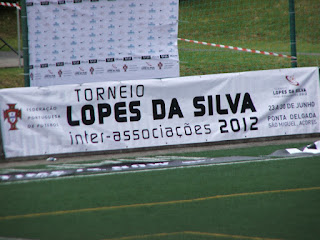 TORNEIO
LOPES DA SILVA
inter-associações 2012
FEDERAÇÃO
PORTUGUESA
DE FUTEBOL
LOPES DA SILVA
23 A 30 DE JUNHO
PONTA DELGADA
SÃO MIGUEL, AÇORES